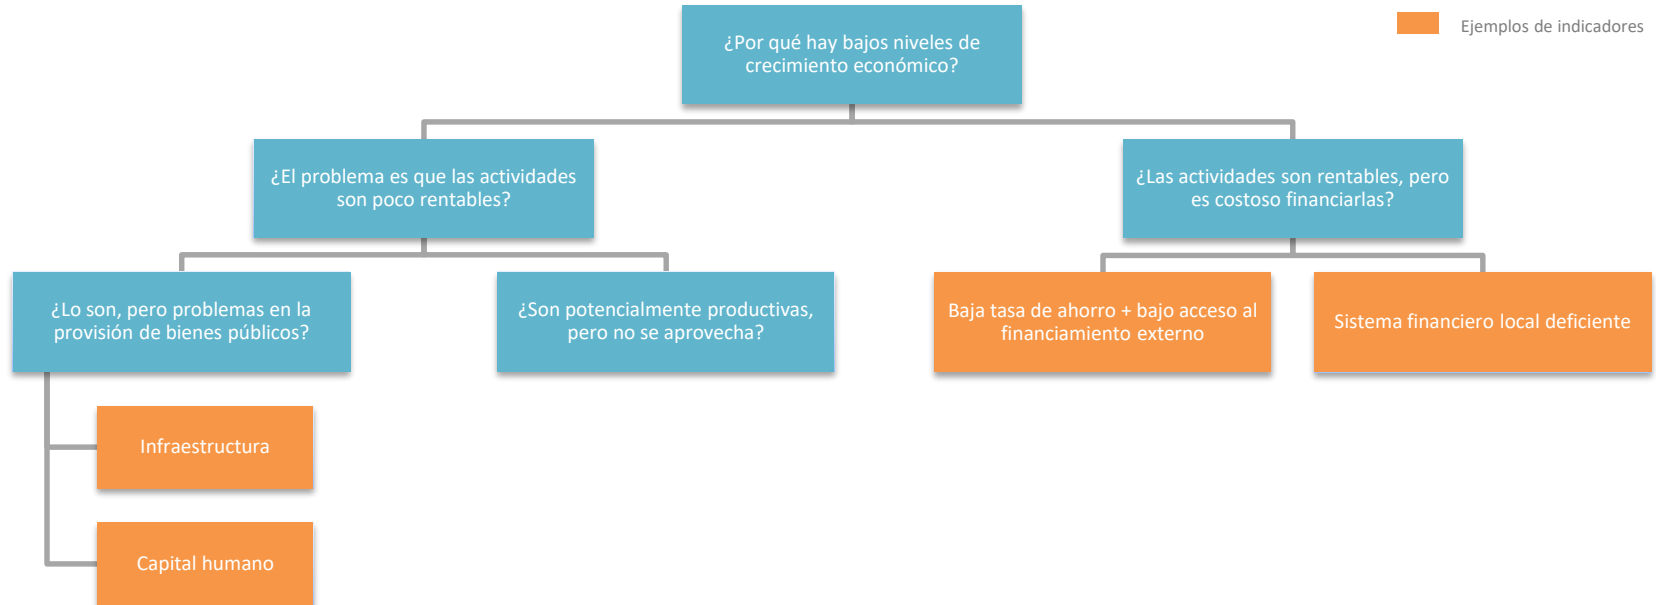 ¿Por qué hay bajos niveles de
crecimiento económico?
Ejemplos de indicadores
¿El problema es que las actividades
son poco rentables?
¿Las actividades son rentables, pero
es costoso financiarlas?
¿Lo son, pero problemas en la
provisión de bienes públicos?
¿Son potencialmente productivas,
pero no se aprovecha?
Baja tasa de ahorro + bajo acceso al
financiamiento externo
Sistema financiero local deficiente
Infraestructura
Capital humano